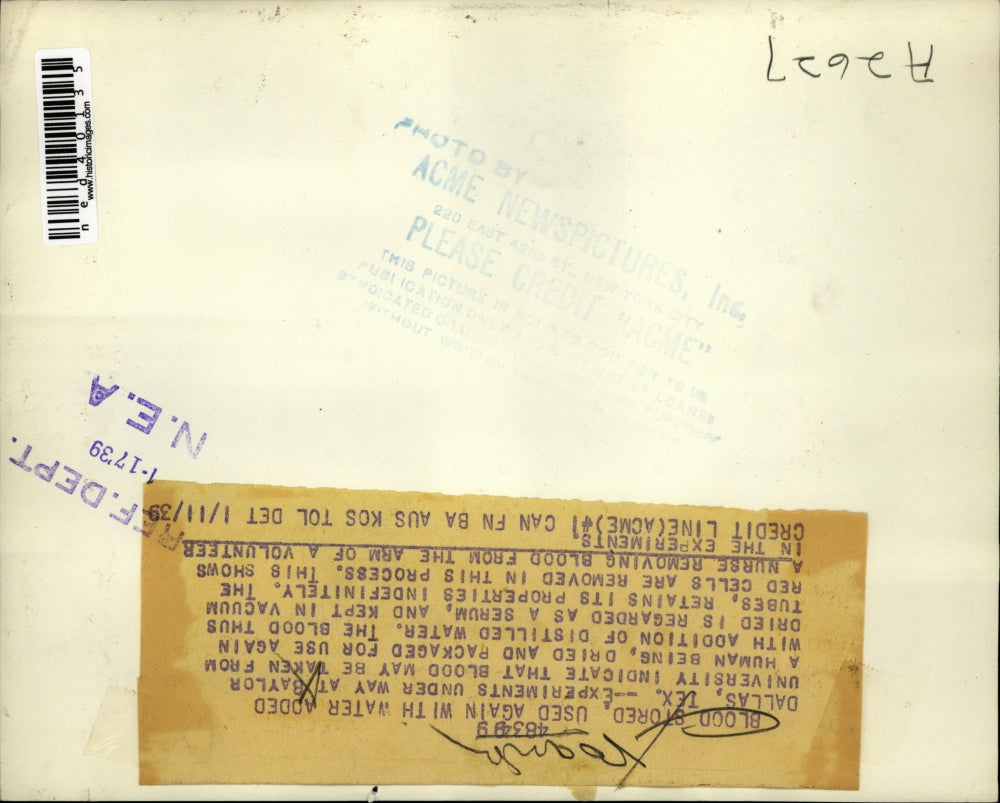 A2627
ned40135
www.historicimages.com
PHOTO BY
ACME NEWSPICTURES, Inc.
220 EAST 42ND ST., NEW YORK CITY
PLEASE CREDIT "ACME"
THIS PICTURE IS SOLD TO YOU FOR YO UR
PUBLICATION ONLY AND MUST NOT BE LOANED
SYNDICATED OR USED FOR ADVERTISING PURPOSES
WITHOUT WRITTEN
REF. DEPT.
1-17'39
N. E. A
48349
BLOOD STORED, USED AGAIN WITH WATER ADDED
DALLAS, TEX. --EXPERIMENTS UNDER WAY AT BAYLOR
UNIVERSITY INDICATE THAT BLOOD MAY BE TAKEN FROM
A HUMAN BEING, DRIED AND PACKAGED FOR USE AGAIN
WITH ADDITION OF DISTILLED WATER. THE BLOOD THUS
DRIED IS REGARDED AS A SERUM, AND KEPT IN VACUUM
TUBES, RETAINS ITS PROPERTIES INDEFINITELY. THE
RED CELLS ARE REMOVED IN THIS PROCESS. THIS SHOWS
A NURSE REMOVING BLOOD FROM THE ARM OF A VOLUNTEER
IN THE EXPERIMENTS.
CREDIT LINE(ACME)#1 CAN FN BA AUS KOS TOL DET 1/11/39